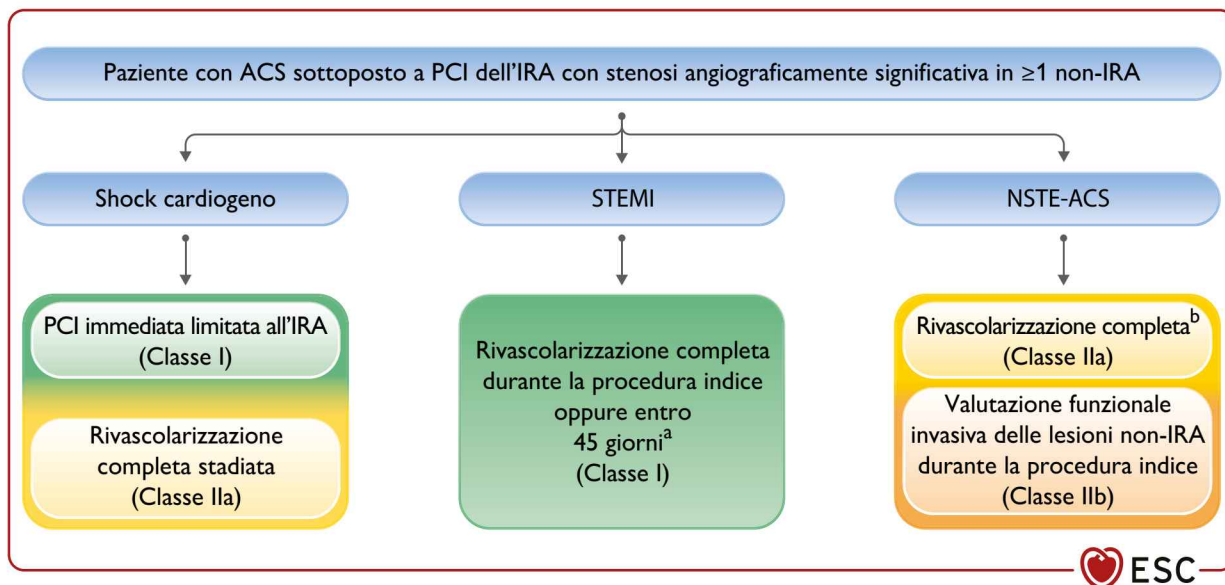 Paziente con ACS sottoposto a PCI dell'IRA con stenosi angiograficamente significativa in ≥1 non-IRA
Shock cardiogeno
STEMI
NSTE-ACS
PCI immediata limitata all'IRA
(Classe I)
Rivascolarizzazione
completa stadiata
(Classe IIa)
Rivascolarizzazione completa
durante la procedura indice
oppure entro
45 giorni^a
(Classe I)
Rivascolarizzazione completa^b
(Classe IIa)
Valutazione funzionale
invasiva delle lesioni non-IRA
durante la procedura indice
(Classe IIb)
ESC